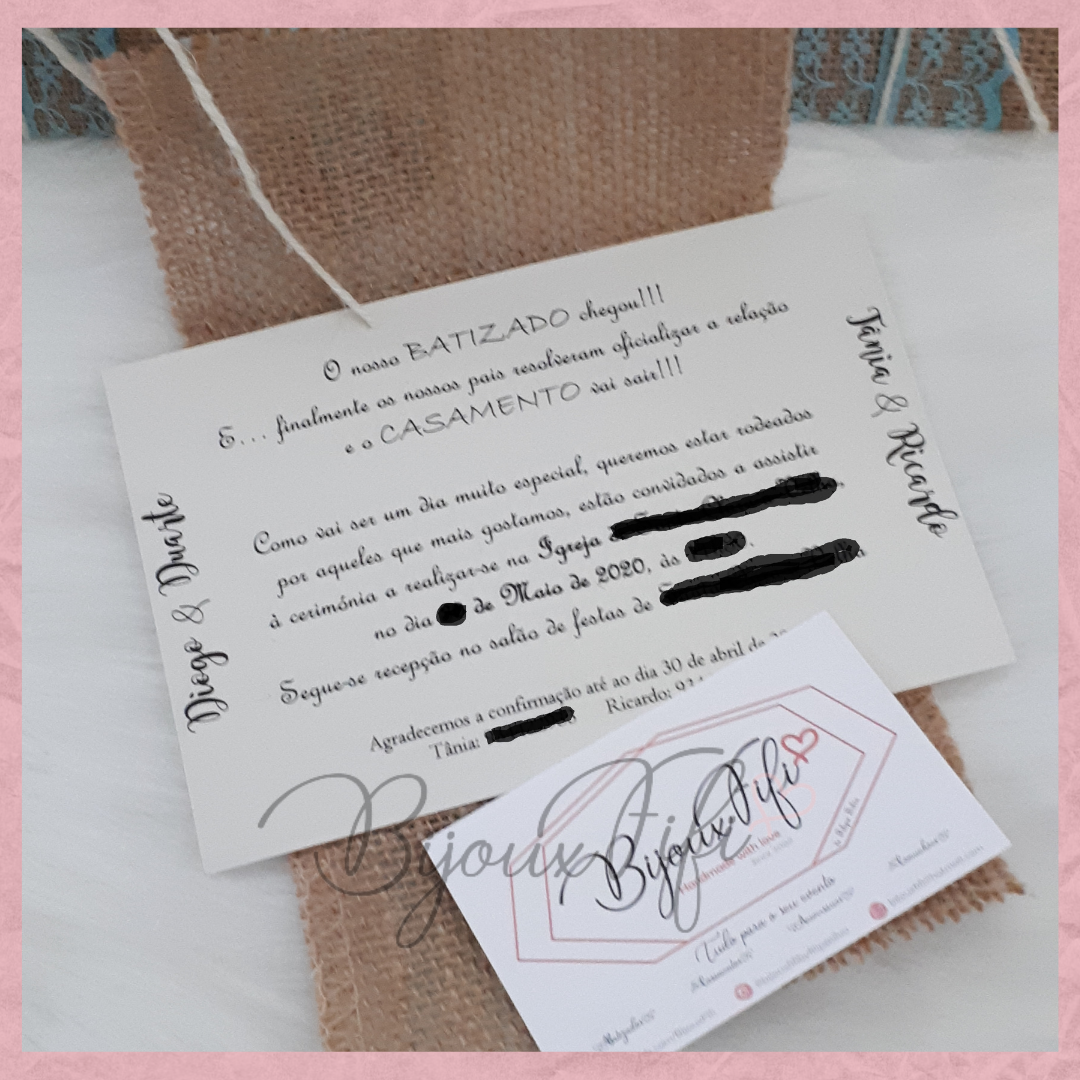 O nosso BATIZADO chegou!!!
E... finalmente os nossos pais resolveram oficializar a relação
e o CASAMENTO vai sair!!!
Como vai ser um dia muito especial, queremos estar rodeados
por aqueles que mais gostamos, estão convidados a assistir
à cerimónia a realizar-se na Igreja
no dia de Maio de 2020, às
Segue-se recepção no salão de festas de
Agradecemos a confirmação até ao dia 30 de abril de
Tânia: Ricardo:
Diogo & Duarte
Tânia & Ricardo
Bijoux Fifi
Bijoux Fifi
Handmade with love
Tudo para o seu evento